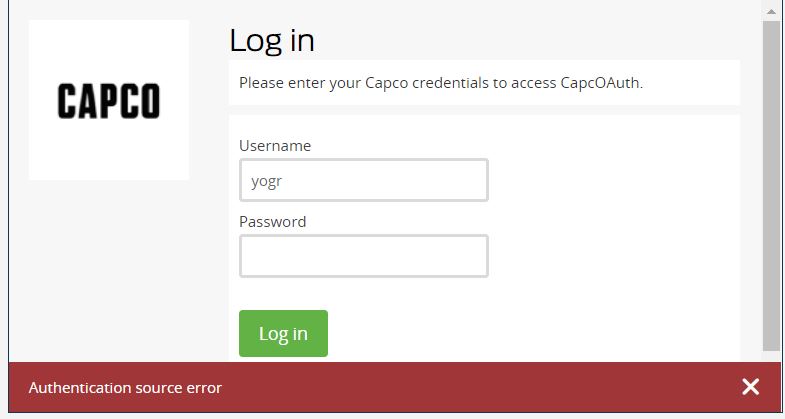 CAPCO
Log in
Please enter your Capco credentials to access CapcOAuth.
Username
yogr
Password
Log in
Authentication source error